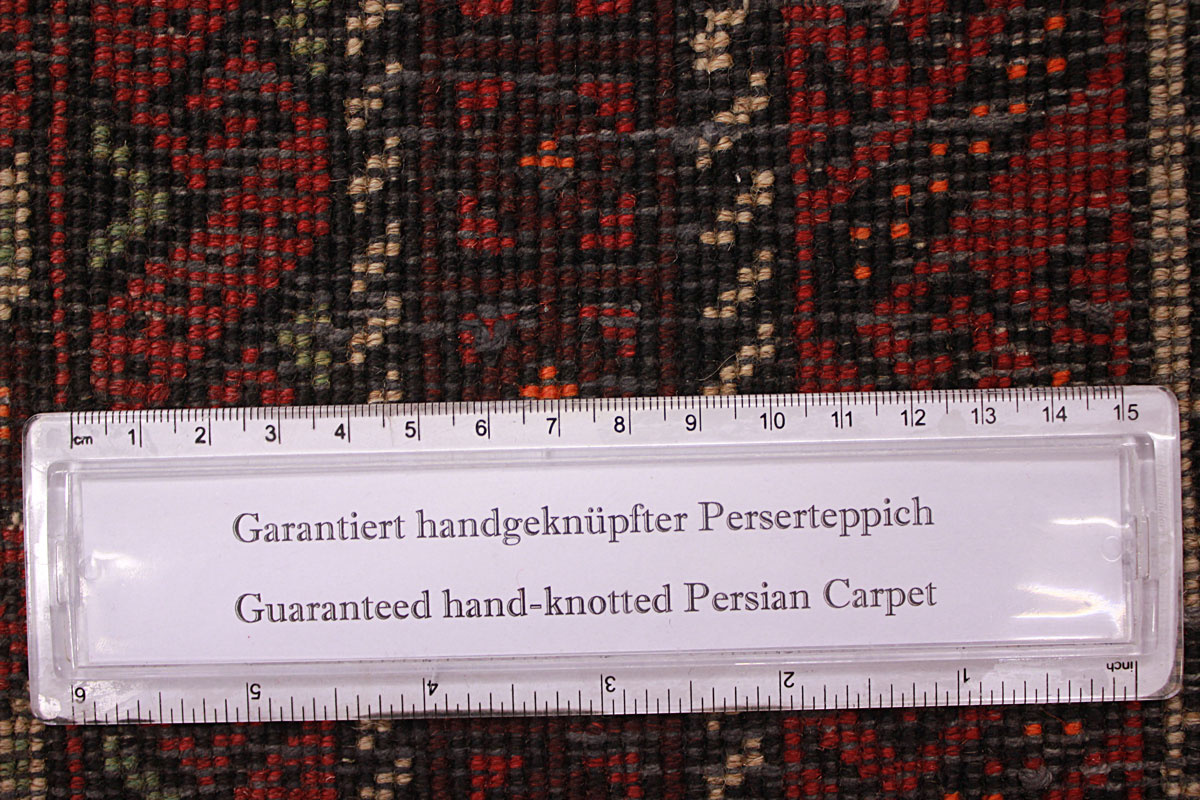 cm 1 2 3 4 5 6 7 8 9 10 11 12 13 14 15
Garantiert handgeknüpfter Perserteppich
Guaranteed hand-knotted Persian Carpet
6 5 4 3 2 1 inch